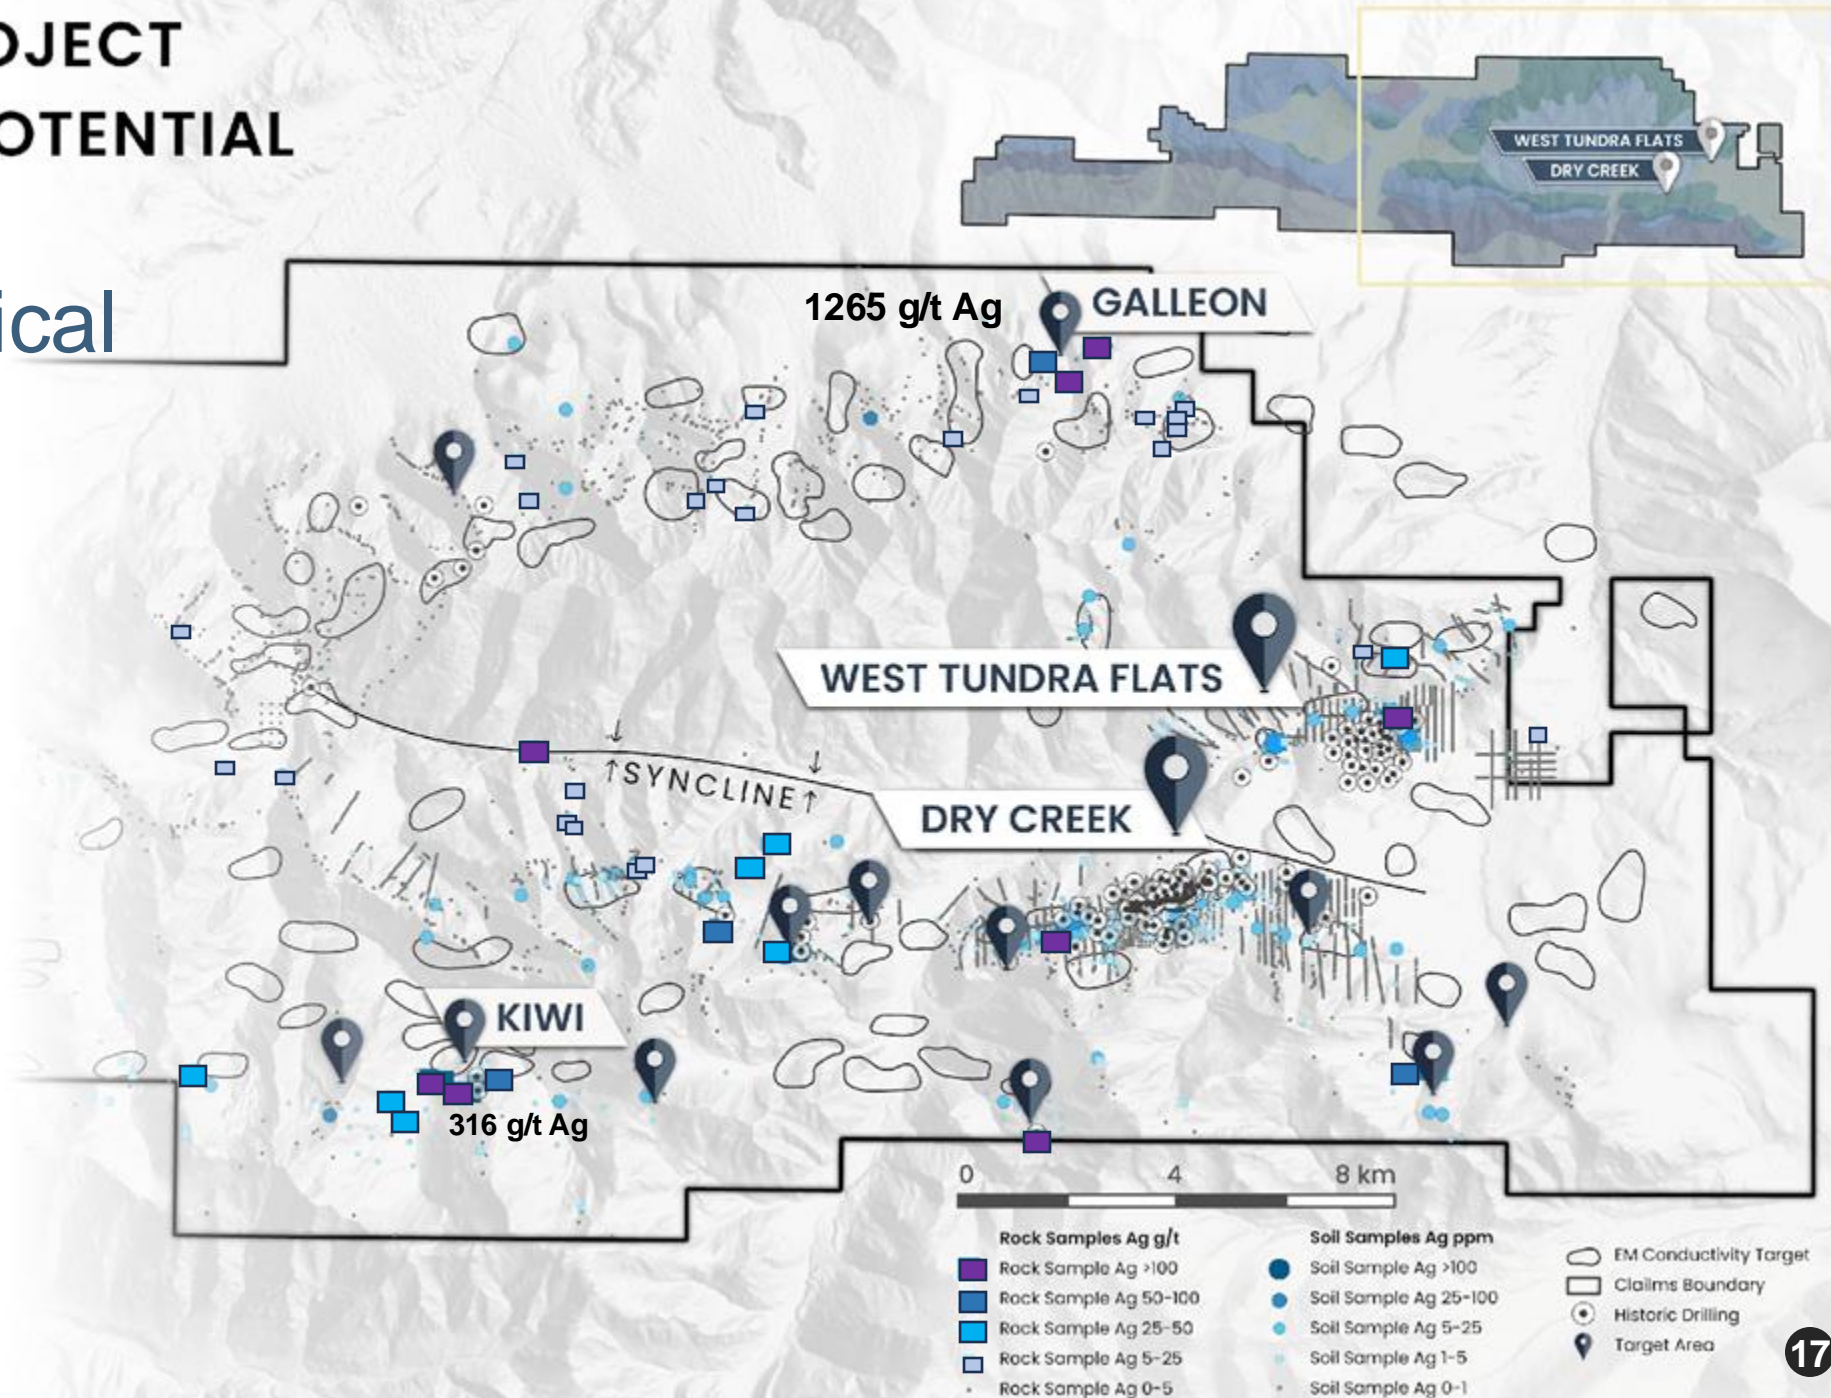 OJECT
OTENTIAL
ical
WEST TUNDRA FLATS
DRY CREEK
1265 g/t Ag
GALLEON
WEST TUNDRA FLATS
↑SYNCLINE↑
DRY CREEK
KIWI
316 g/t Ag
0 4 8 km
Rock Samples Ag g/t
Rock Sample Ag >100
Rock Sample Ag 50-100
Rock Sample Ag 25-50
Rock Sample Ag 5-25
Rock Sample Ag 0-5
Soil Samples Ag ppm
Soil Sample Ag >100
Soil Sample Ag 25-100
Soil Sample Ag 5-25
Soil Sample Ag 1-5
Soil Sample Ag 0-1
EM Conductivity Target
Clailms Boundary
Historic Drilling
Target Area
17